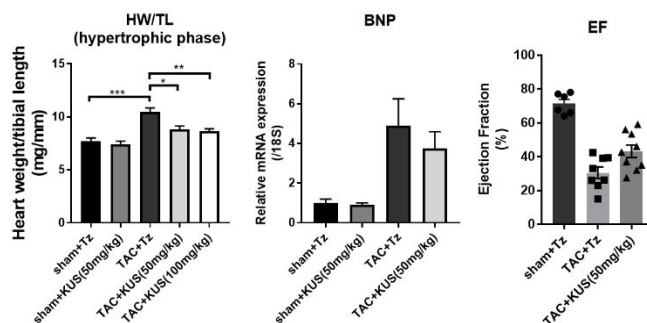 HW/TL
(hypertrophic phase)
Heart weight/tibial length
(mg/mm)
15
10
5
0
***
*
**
sham+Tz
sham+KUS(50mg/kg)
TAC+Tz
TAC+KUS(50mg/kg)
TAC+KUS(100mg/kg)
BNP
Relative mRNA expression
(/18S)
8
6
4
2
0
sham+Tz
sham+KUS(50mg/kg)
TAC+Tz
TAC+KUS(50mg/kg)
EF
Ejection Fraction
(%)
100
80
60
40
20
0
sham+Tz
TAC+Tz
TAC+KUS(50mg/kg)